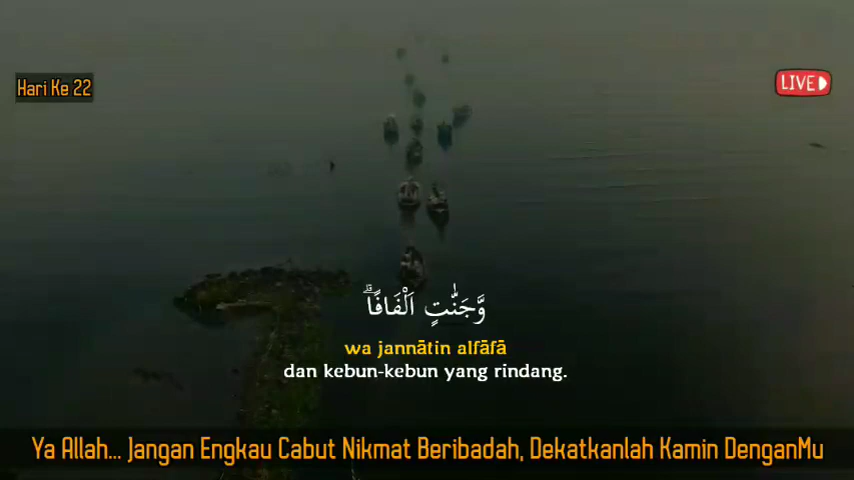 Hari Ke 22
LIVE
وَّجَنّٰتٍ اَلْفَافًاۗ
wa jannātin alfāfā
dan kebun-kebun yang rindang.
Ya Allah... Jangan Engkau Cabut Nikmat Beribadah, Dekatkanlah Kamin DenganMu